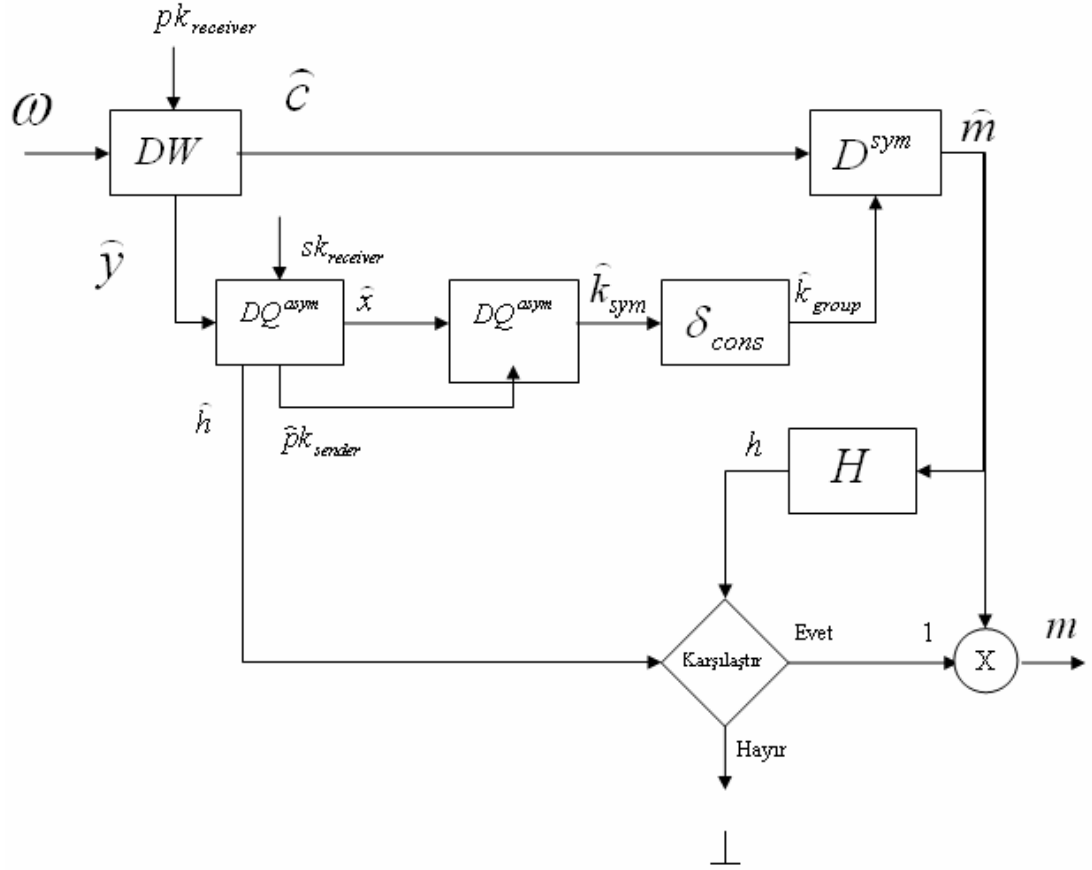 pk_receiver
ω
ĉ
DW
D^sym
m̂
ŷ
sk_receiver
DQ^asym
x̂
DQ^asym
k̂_sym
δ_cons
k̂_group
ĥ
p̂k_sender
h
H
Karşılaştır
Evet
1
X
m
Hayır
⊥